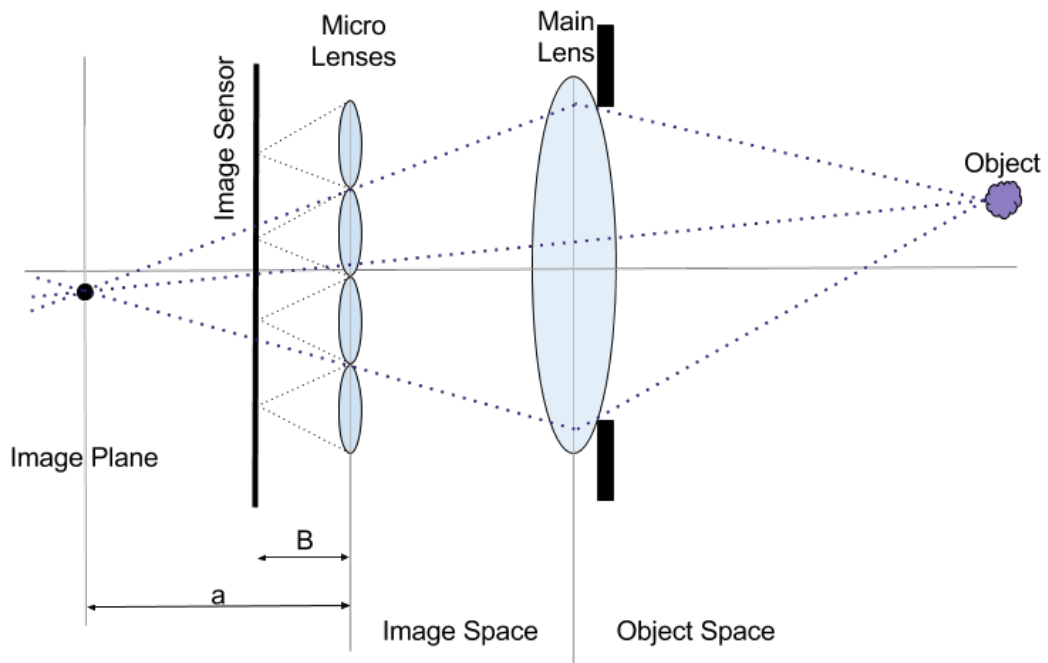 Micro
Lenses
Main
Lens
Image Sensor
Object
Image Plane
B
a
Image Space
Object Space